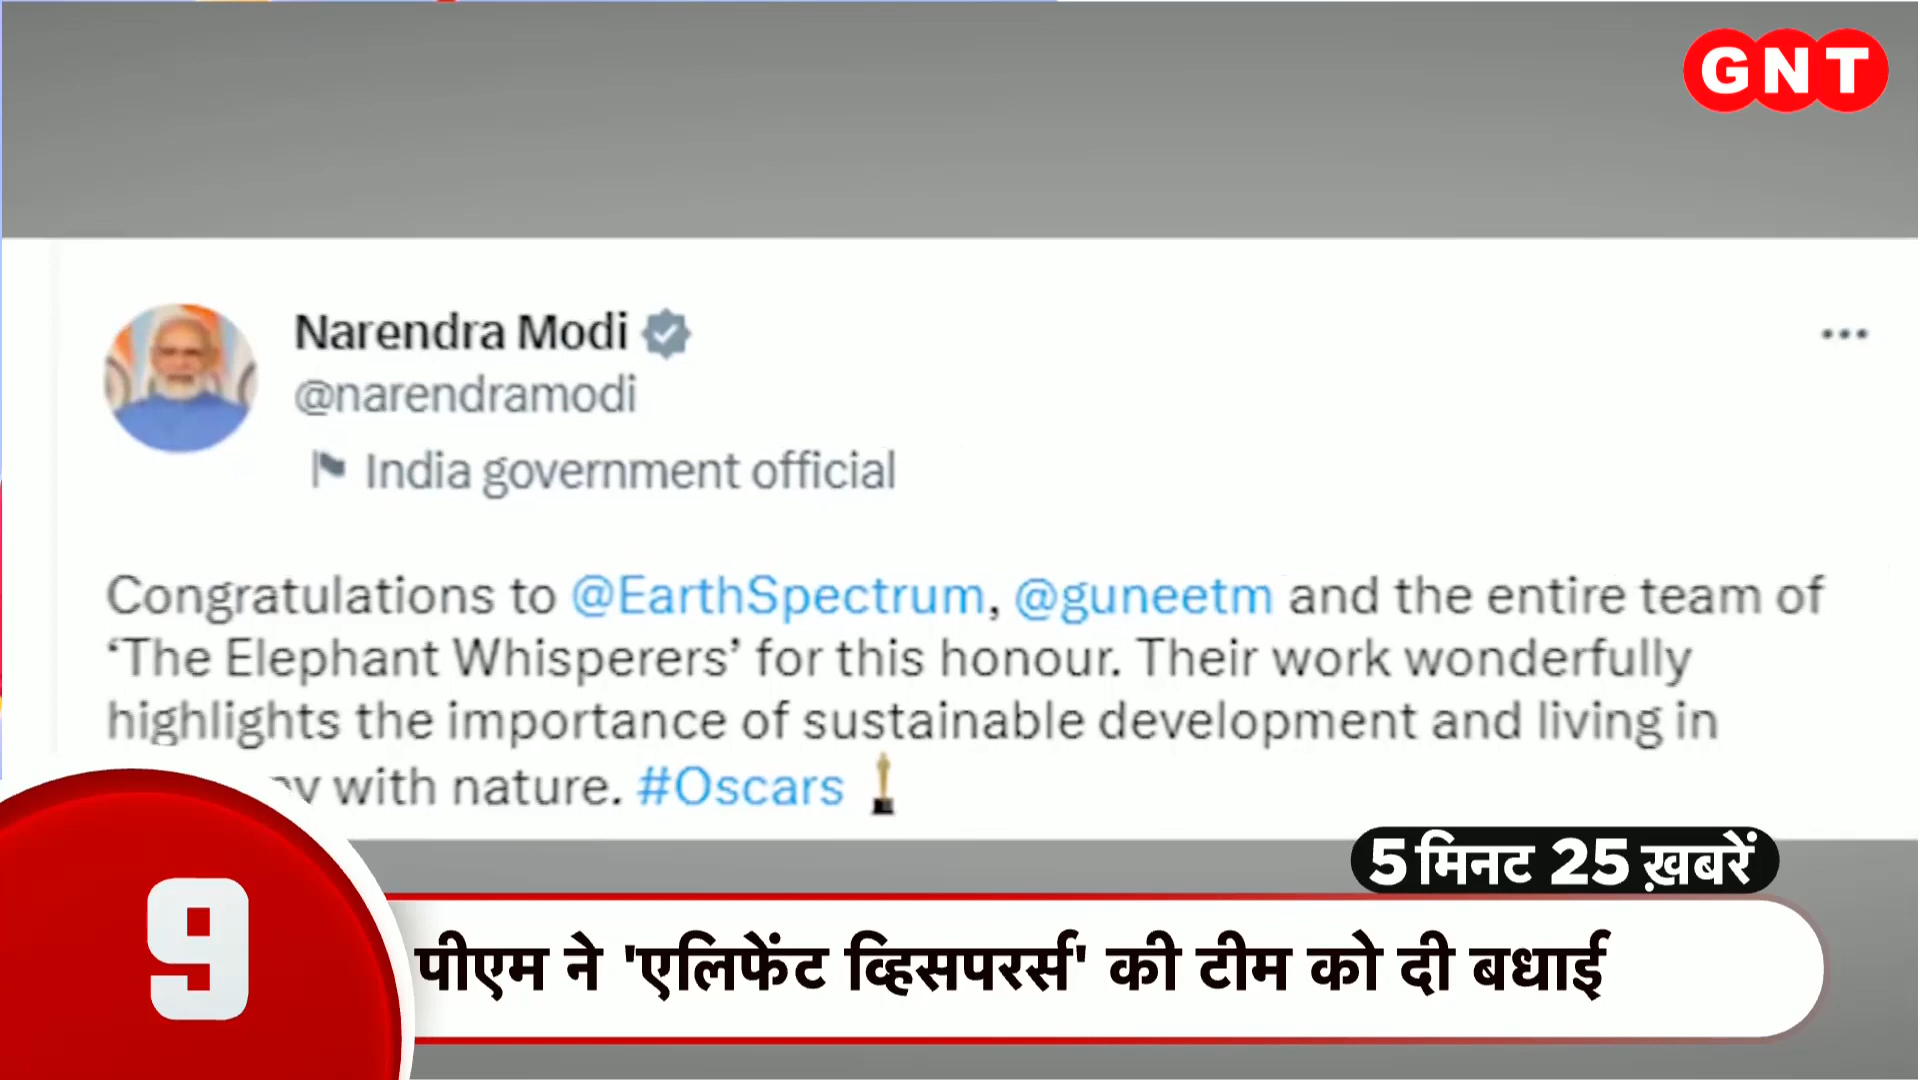 GNT
Narendra Modi
@narendramodi
India government official
Congratulations to @EarthSpectrum, @guneetm and the entire team of
‘The Elephant Whisperers’ for this honour. Their work wonderfully
highlights the importance of sustainable development and living in
with nature. #Oscars
5 मिनट 25 ख़बरें
9
पीएम ने 'एलिफेंट व्हिसपरर्स' की टीम को दी बधाई